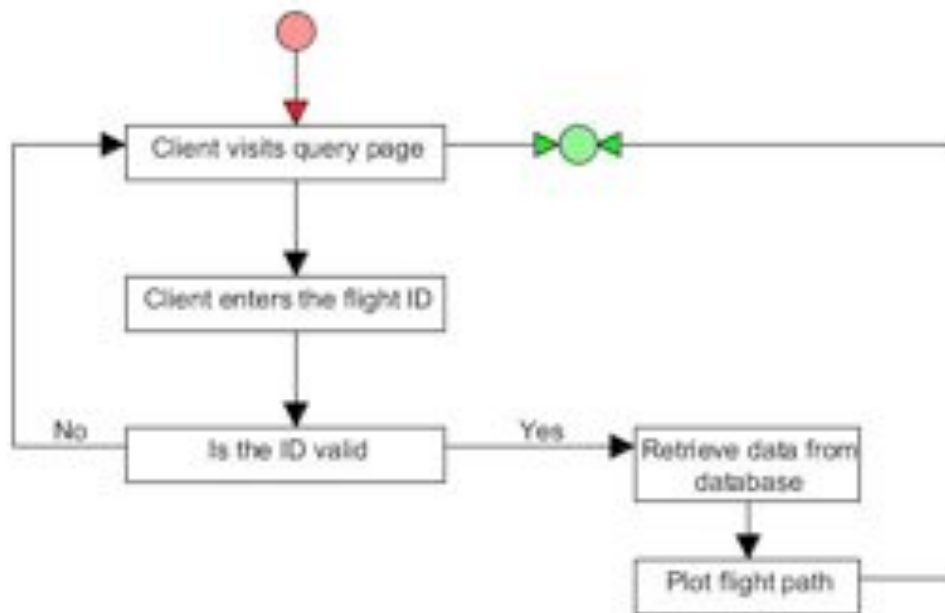 Client visits query page
Client enters the flight ID
No
Is the ID valid
Yes
Retrieve data from
database
Plot flight path